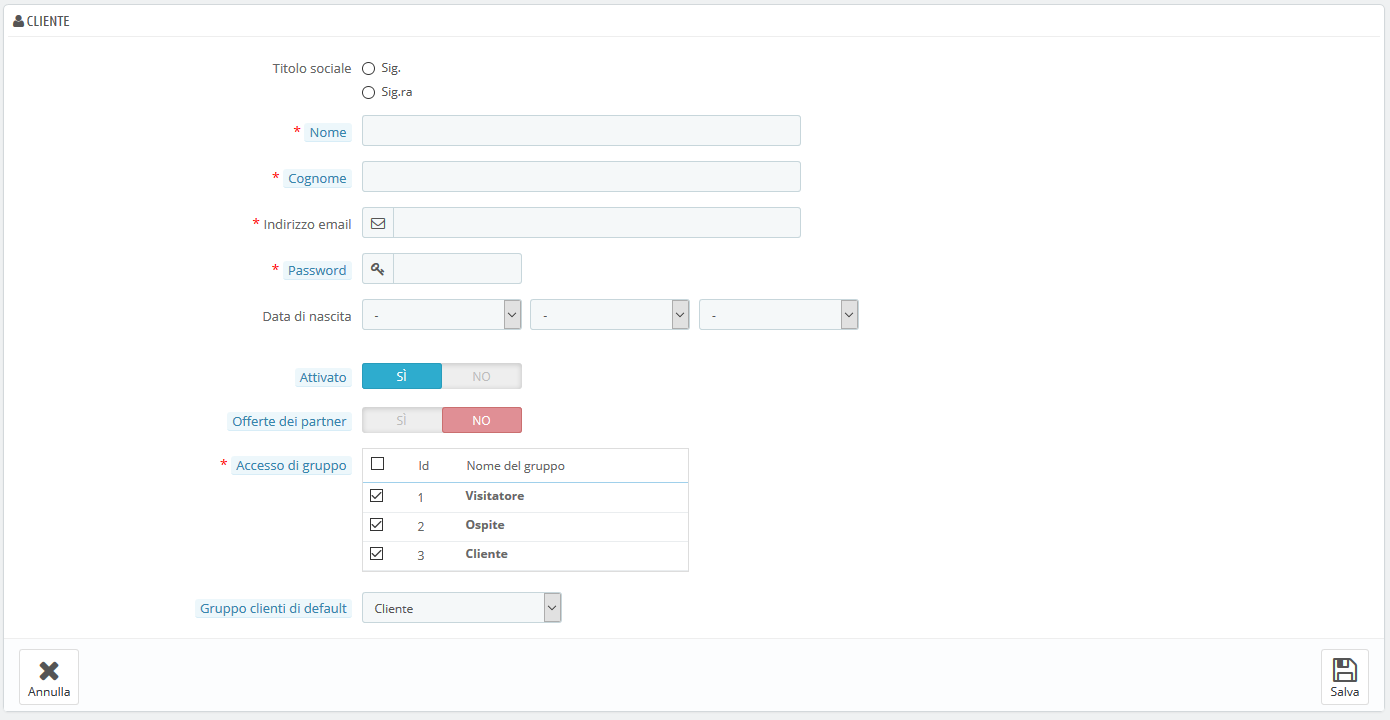 CLIENTE
Titolo sociale Sig.
Sig.ra
* Nome
* Cognome
* Indirizzo email
* Password
Data di nascita - - -
Attivato SÌ NO
Offerte dei partner SÌ NO
* Accesso di gruppo Id Nome del gruppo
1 Visitatore
2 Ospite
3 Cliente
Gruppo clienti di default Cliente
Annulla Salva